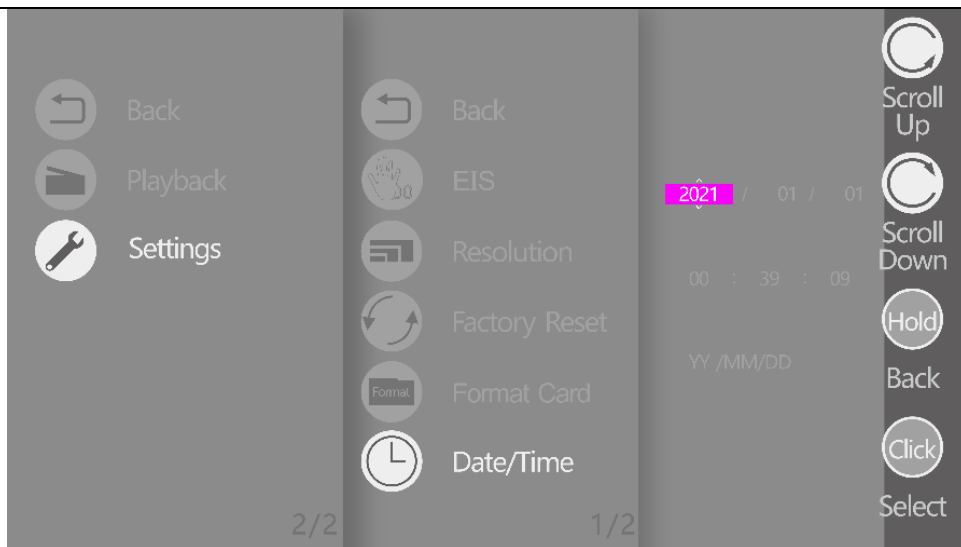 Back
Playback
Settings
2/2
Back
EIS
Resolution
Factory Reset
Format
Format Card
Date/Time
1/2
2021 / 01 / 01
00 : 39 : 09
YY /MM/DD
Scroll
Up
Scroll
Down
Hold
Back
Click
Select